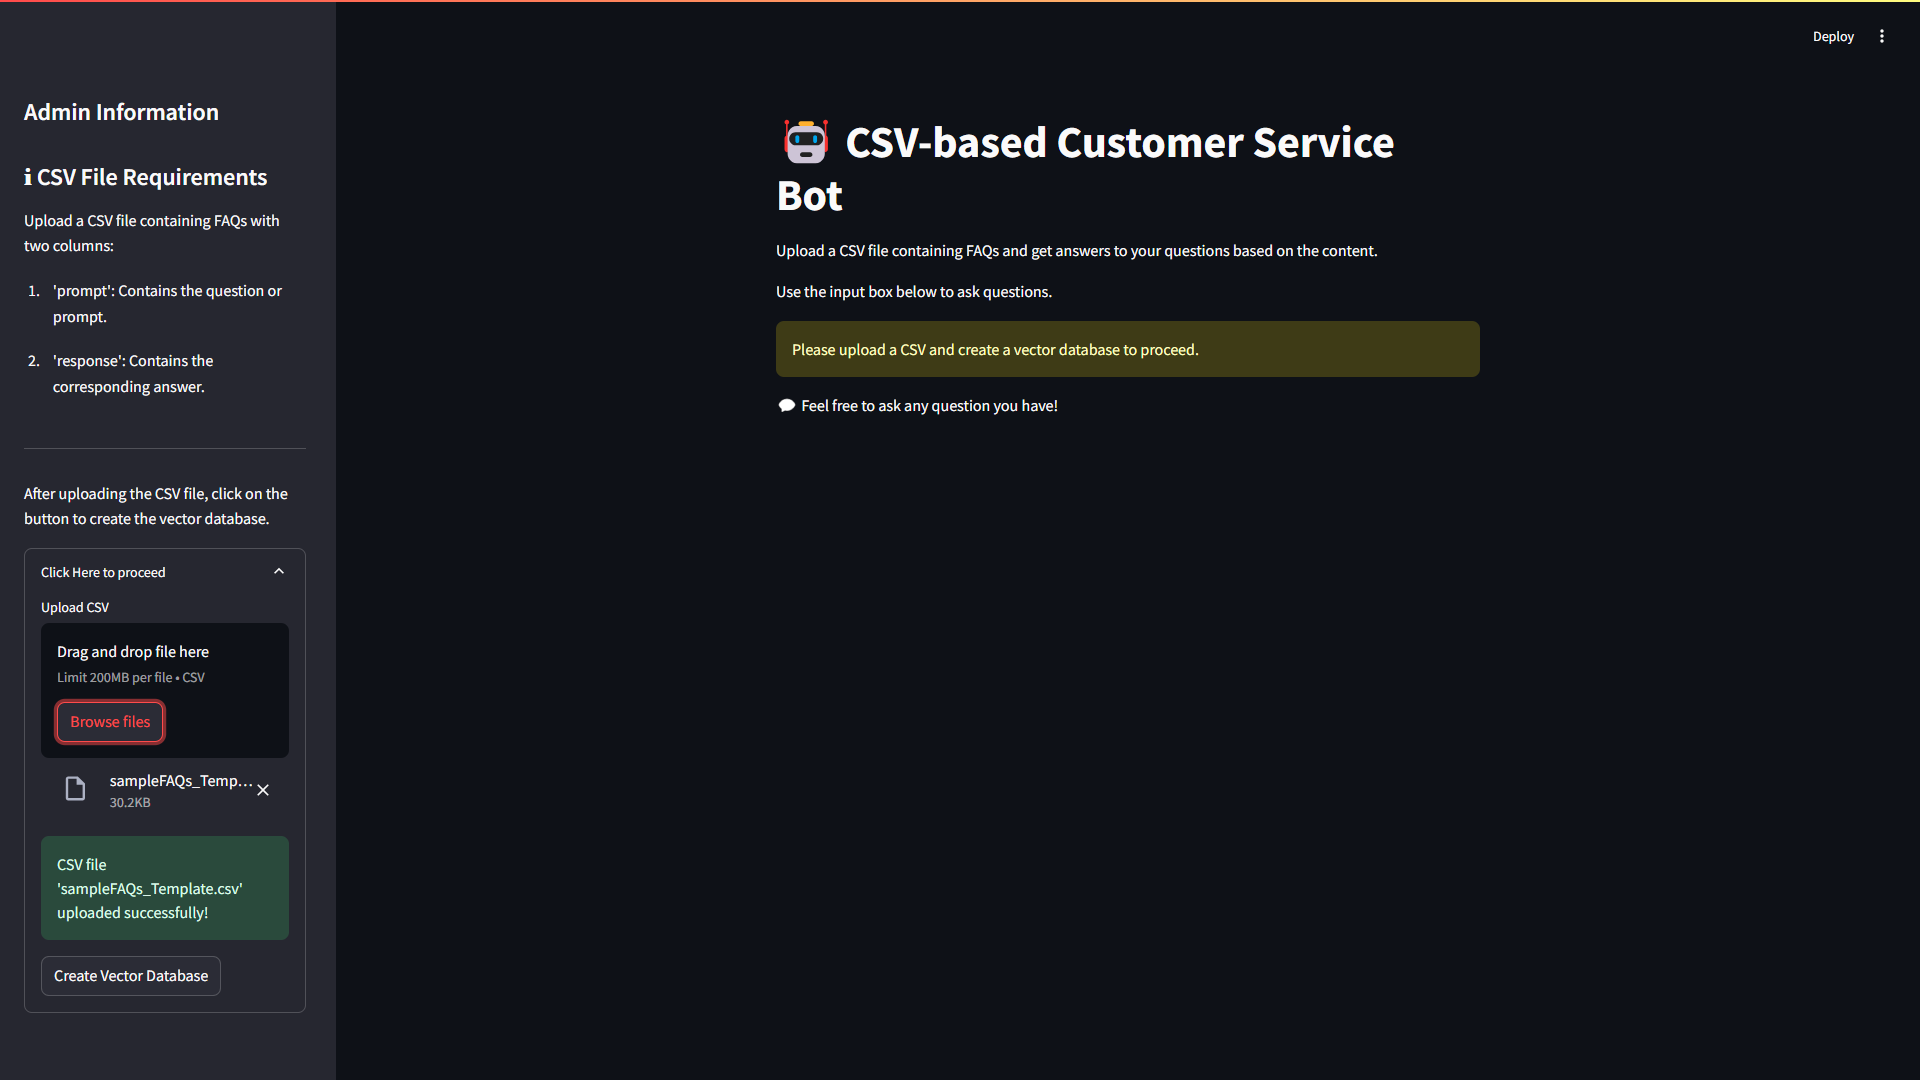 Deploy
Admin Information
ℹ CSV File Requirements
Upload a CSV file containing FAQs with
two columns:
1. 'prompt': Contains the question or
prompt.
2. 'response': Contains the
corresponding answer.
After uploading the CSV file, click on the
button to create the vector database.
Click Here to proceed
Upload CSV
Drag and drop file here
Limit 200MB per file • CSV
Browse files
sampleFAQs_Temp...
30.2KB
CSV file
'sampleFAQs_Template.csv'
uploaded successfully!
Create Vector Database
CSV-based Customer Service
Bot
Upload a CSV file containing FAQs and get answers to your questions based on the content.
Use the input box below to ask questions.
Please upload a CSV and create a vector database to proceed.
Feel free to ask any question you have!